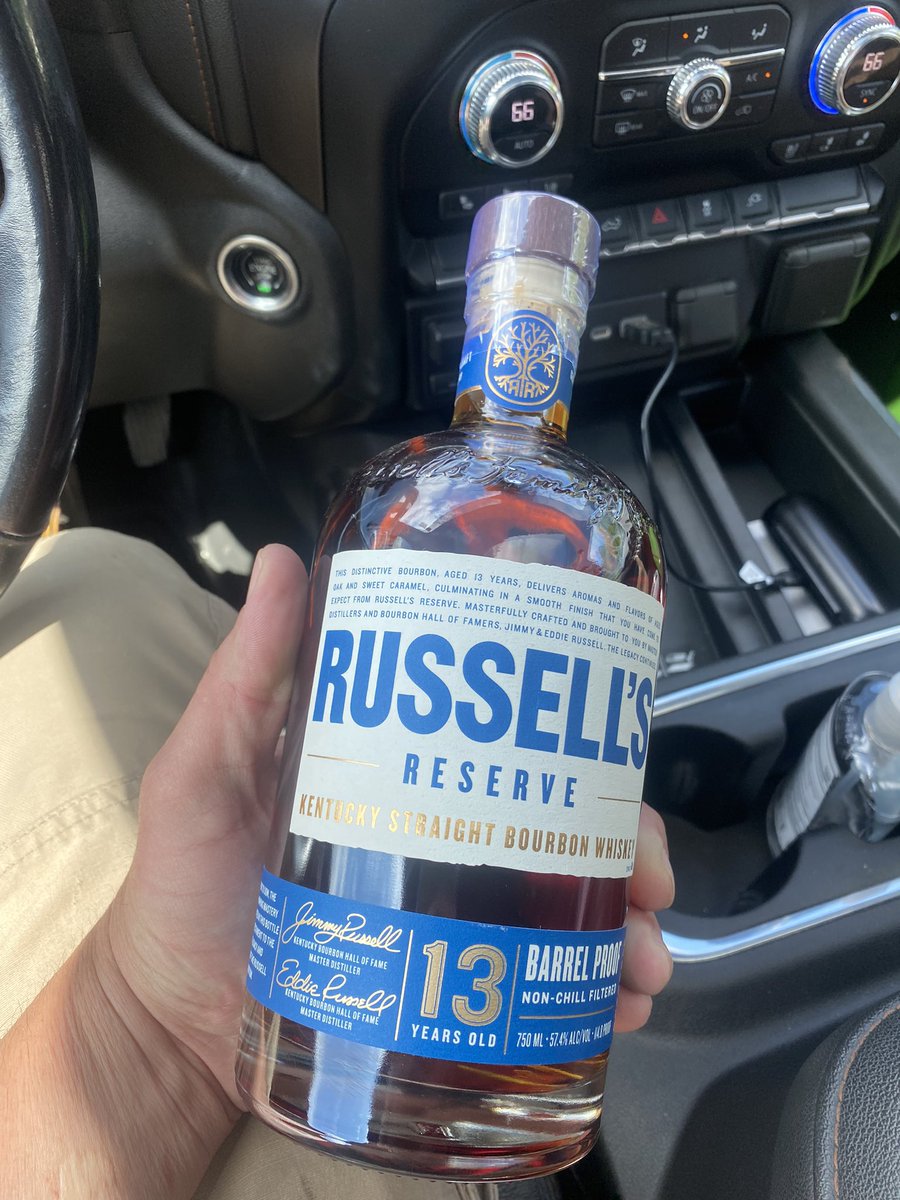 66
AUTO
ON/OFF
A/C
66
SYNC
THIS DISTINCTIVE BOURBON, AGED 13 YEARS, DELIVERS AROMAS AND FLAVORS OF
OAK AND SWEET CARAMEL, CULMINATING IN A SMOOTH FINISH THAT YOU HAVE COME
EXPECT FROM RUSSELL'S RESERVE. MASTERFULLY CRAFTED AND BROUGHT TO YOU BY
DISTILLERS AND BOURBON HALL OF FAMERS, JIMMY & EDDIE RUSSELL. THE LEGACY CONTINUES.
RUSSELL'S
RESERVE
KENTUCKY STRAIGHT BOURBON WHISKEY
Jimmy Russell
KENTUCKY BOURBON HALL OF FAME
MASTER DISTILLER
Eddie Russell
KENTUCKY BOURBON HALL OF FAME
MASTER DISTILLER
13
YEARS OLD
BARREL PROOF
NON-CHILL FILTERED
750 ML • 57.4% ALC/VOL • PROOF